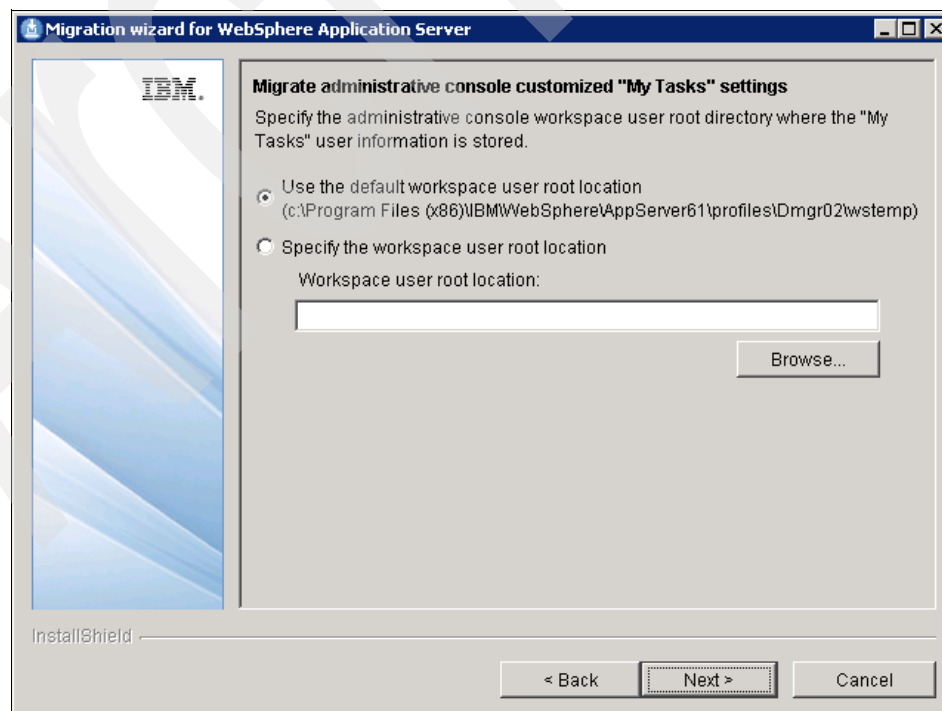 Migration wizard for WebSphere Application Server
IBM.
Migrate administrative console customized "My Tasks" settings
Specify the administrative console workspace user root directory where the "My
Tasks" user information is stored.
Use the default workspace user root location
(c:\Program Files (x86)\IBM\WebSphere\AppServer61\profiles\Dmgr02\wstemp)
Specify the workspace user root location
Workspace user root location:
Browse...
InstallShield
< Back Next > Cancel